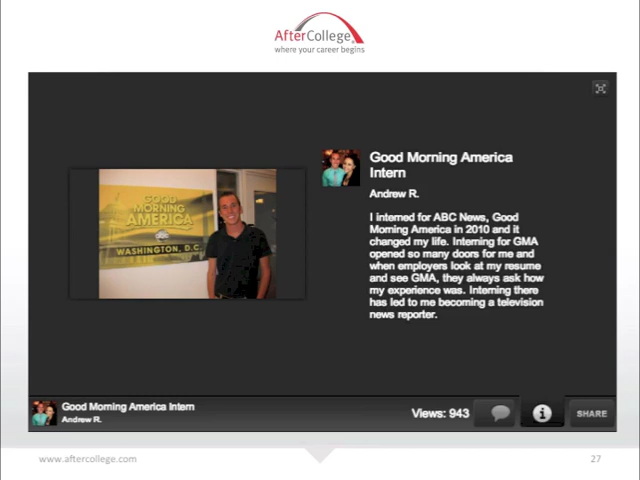 AfterCollege
where your career begins
GOOD
MORNING
AMERICA
WASHINGTON, D.C.
Good Morning America
Intern
Andrew R.
I interned for ABC News, Good
Morning America in 2010 and it
changed my life. Interning for GMA
opened so many doors for me and
when employers look at my resume
and see GMA, they always ask how
my experience was. Interning there
has led to me becoming a television
news reporter.
Good Morning America Intern
Andrew R.
Views: 943
i
SHARE
www.aftercollege.com
27